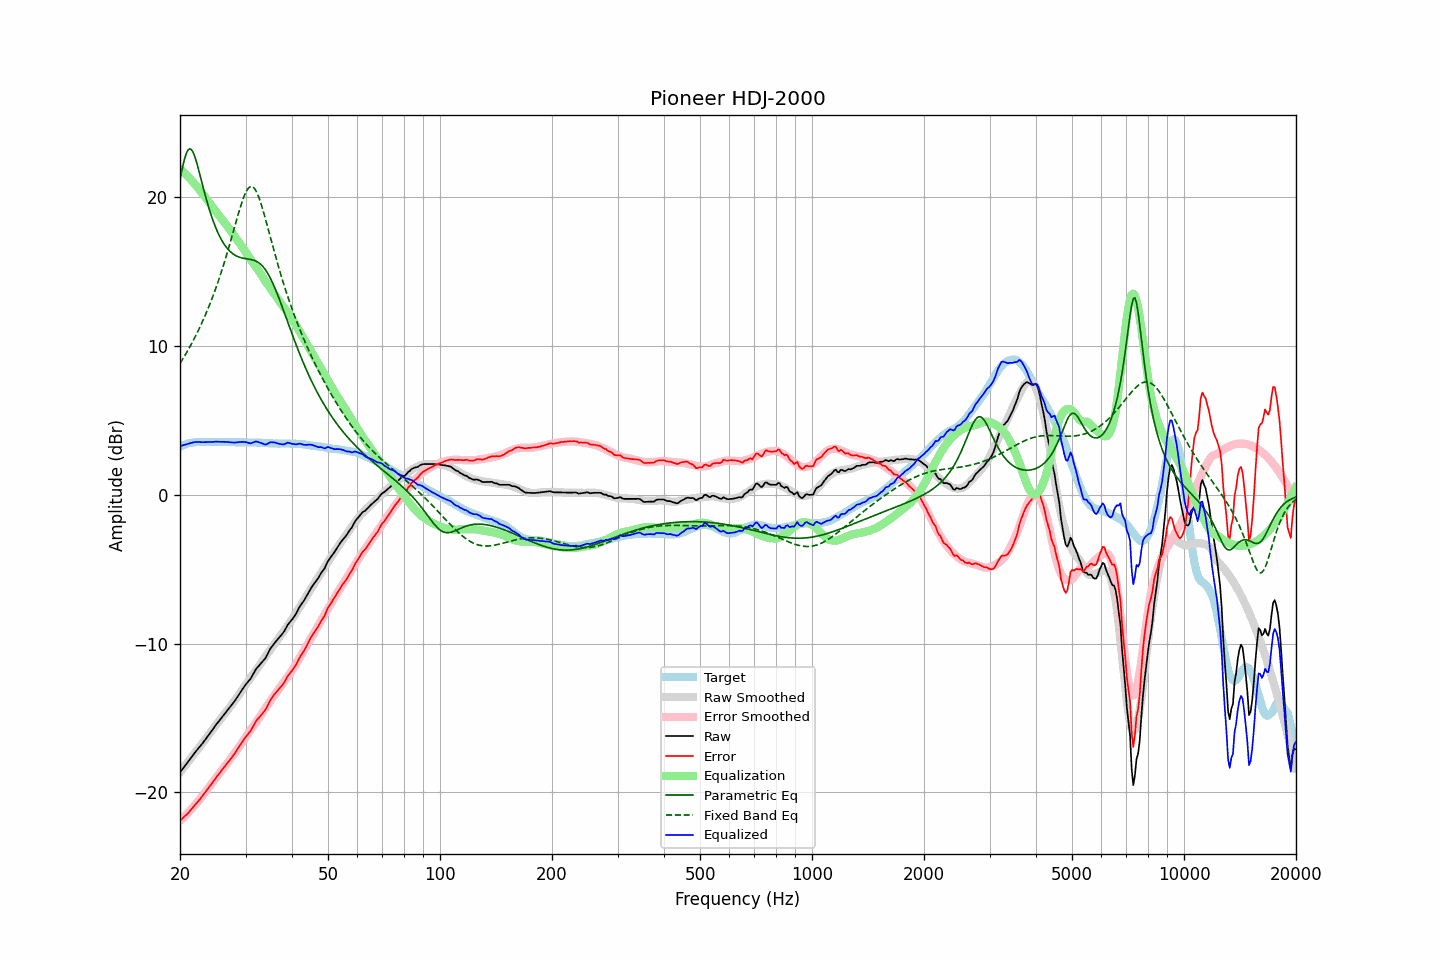 Pioneer HDJ-2000
Amplitude (dBr)
20
10
0
−10
−20
Target
Raw Smoothed
Error Smoothed
Raw
Error
Equalization
Parametric Eq
Fixed Band Eq
Equalized
20 50 100 200 500 1000 2000 5000 10000 20000
Frequency (Hz)